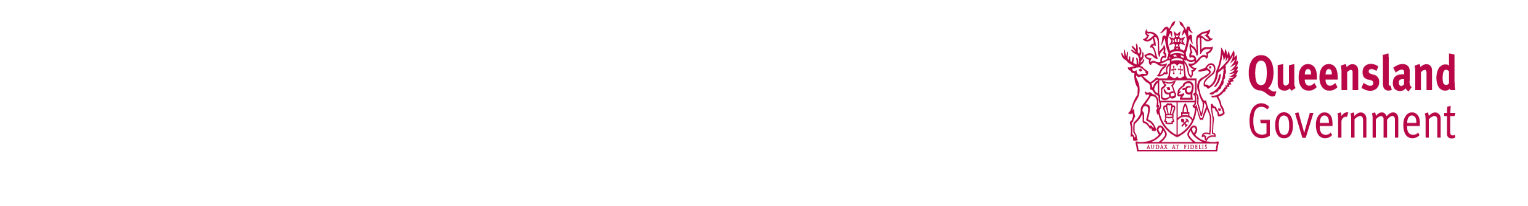 Queensland
Government
AUDAX AT FIDELIS